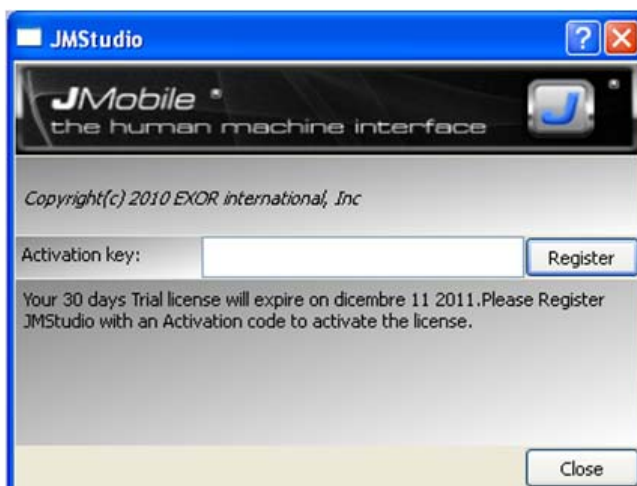 JMStudio
JMobile
the human machine interface
J
Copyright(c) 2010 EXOR international, Inc
Activation key:
Register
Your 30 days Trial license will expire on dicembre 11 2011.Please Register
JMStudio with an Activation code to activate the license.
Close